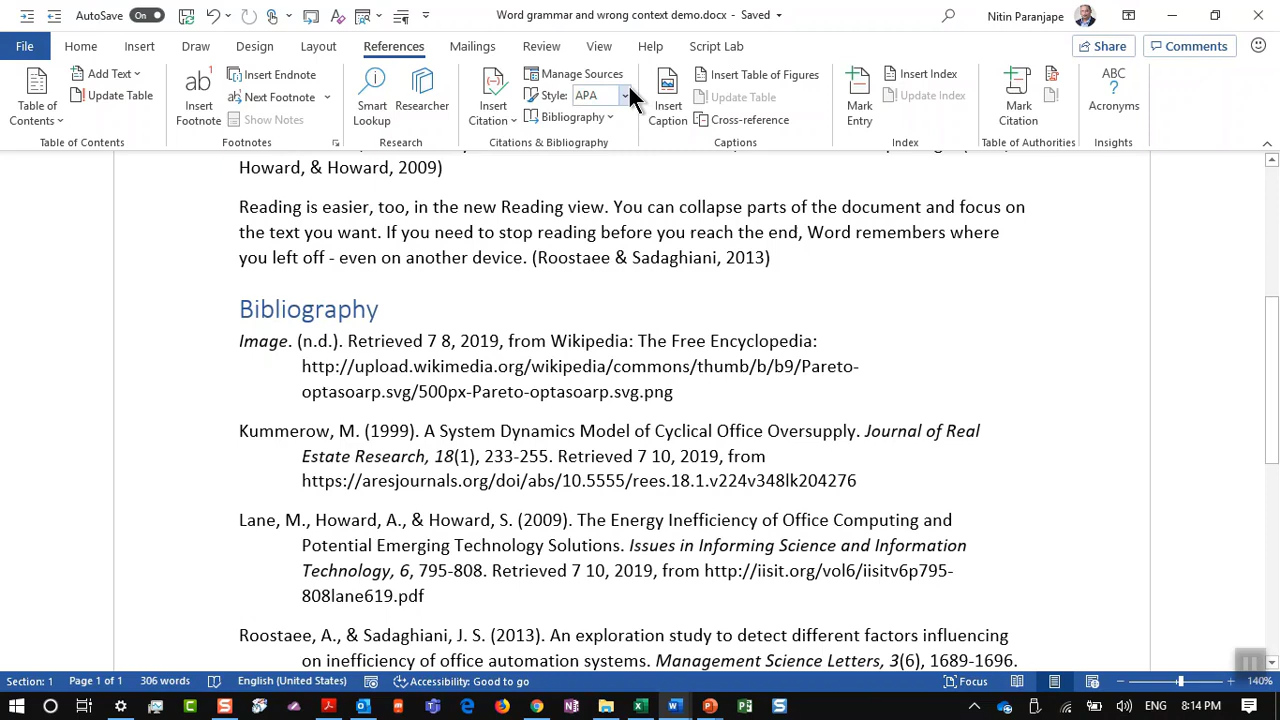 AutoSave On
Word grammar and wrong context demo.docx - Saved
Nitin Paranjape
File Home Insert Draw Design Layout References Mailings Review View Help Script Lab
Share Comments
Table of Contents
Add Text
Update Table
Table of Contents
ab¹
Insert Footnote
Insert Endnote
Next Footnote
Show Notes
Footnotes
Smart Lookup
Researcher
Research
Insert Citation
Manage Sources
Style: APA
Bibliography
Citations & Bibliography
Insert Caption
Insert Table of Figures
Update Table
Cross-reference
Captions
Mark Entry
Insert Index
Update Index
Index
Mark Citation
Table of Authorities
ABC
?
Acronyms
Insights
Howard, & Howard, 2009)
Reading is easier, too, in the new Reading view. You can collapse parts of the document and focus on
the text you want. If you need to stop reading before you reach the end, Word remembers where
you left off - even on another device. (Roostaee & Sadaghiani, 2013)
Bibliography
Image. (n.d.). Retrieved 7 8, 2019, from Wikipedia: The Free Encyclopedia:
http://upload.wikimedia.org/wikipedia/commons/thumb/b/b9/Pareto-
optasoarp.svg/500px-Pareto-optasoarp.svg.png
Kummerow, M. (1999). A System Dynamics Model of Cyclical Office Oversupply. Journal of Real
Estate Research, 18(1), 233-255. Retrieved 7 10, 2019, from
https://aresjournals.org/doi/abs/10.5555/rees.18.1.v224v348lk204276
Lane, M., Howard, A., & Howard, S. (2009). The Energy Inefficiency of Office Computing and
Potential Emerging Technology Solutions. Issues in Informing Science and Information
Technology, 6, 795-808. Retrieved 7 10, 2019, from http://iisit.org/vol6/iisitv6p795-
808lane619.pdf
Roostaee, A., & Sadaghiani, J. S. (2013). An exploration study to detect different factors influencing
on inefficiency of office automation systems. Management Science Letters, 3(6), 1689-1696.
Section: 1 Page 1 of 1 306 words English (United States) Accessibility: Good to go Focus 140%
ENG 8:14 PM